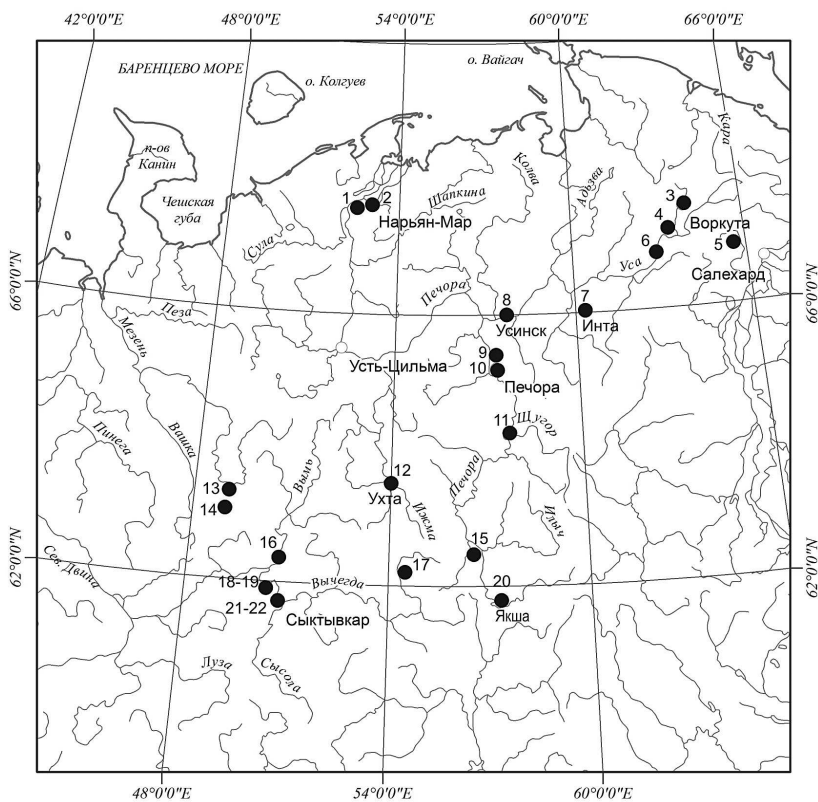 42°0'0"E
48°0'0"E
54°0'0"E
60°0'0"E
66°0'0"E
БАРЕНЦЕВО МОРЕ
о. Колгуев
о. Вайгач
п-ов
Канин
Чешская
губа
Кара
Колва
Адьзва
Шапкина
1
2
Нарьян-Мар
3
4
Воркута
5
6
Салехард
Сула
Уса
66°0'0"N
66°0'0"N
Печора
Пеза
7
8
Инта
Усинск
Мезень
Усть-Цильма
9
10
Печора
11
Щугор
Пинега
Вашка
Вымь
12
Ухта
Ижма
Печора
Илыч
13
14
15
16
17
Сев. Двина
62°0'0"N
62°0'0"N
18-19
Вычегда
20
21-22
Сыктывкар
Якша
Луза
Сысола
48°0'0"E
54°0'0"E
60°0'0"E